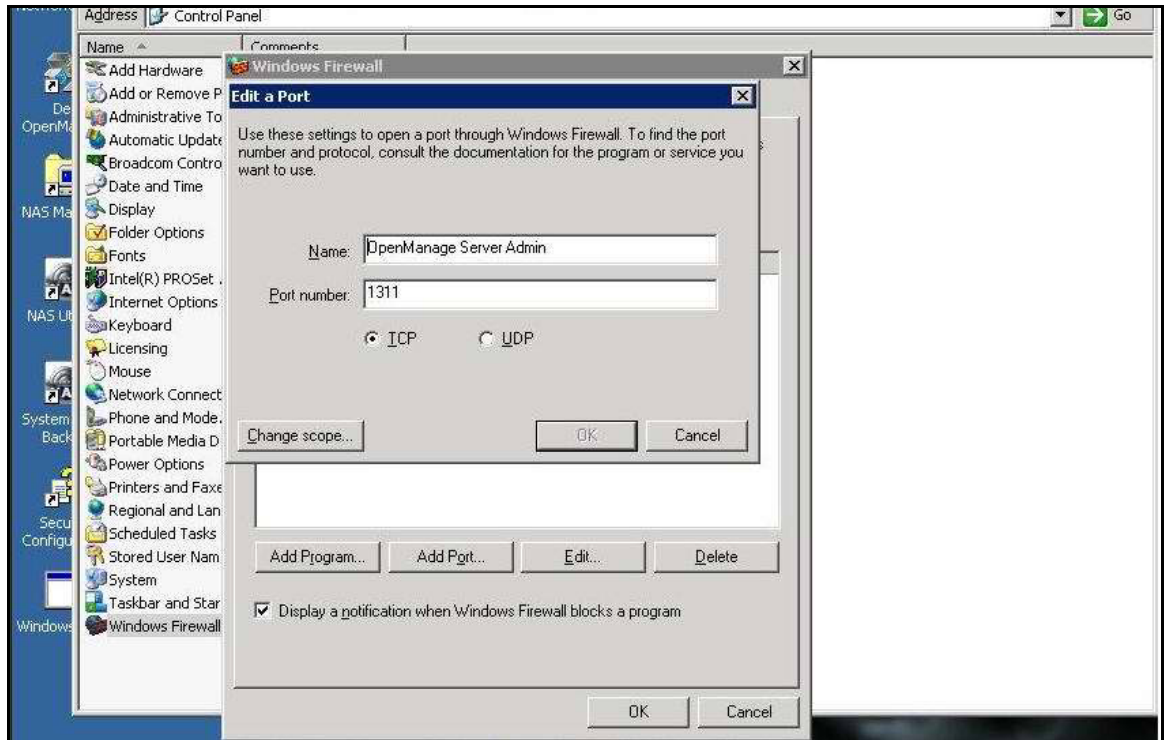 Address Control Panel Go
Name Comments
Add Hardware
Add or Remove P
Administrative To
Automatic Update
Broadcom Contro
Date and Time
Display
Folder Options
Fonts
Intel(R) PROSet .
Internet Options
Keyboard
Licensing
Mouse
Network Connect
Phone and Mode.
Portable Media D
Power Options
Printers and Faxe
Regional and Lan
Scheduled Tasks
Stored User Nam
System
Taskbar and Star
Windows Firewall
De
OpenMa
NAS Ma
NAS Ut
System
Back
Secu
Configu
Windows
Windows Firewall
Edit a Port
Use these settings to open a port through Windows Firewall. To find the port
number and protocol, consult the documentation for the program or service you
want to use.
Name: OpenManage Server Admin
Port number: 1311
TCP UDP
Change scope... OK Cancel
Add Program... Add Port... Edit... Delete
Display a notification when Windows Firewall blocks a program
OK Cancel